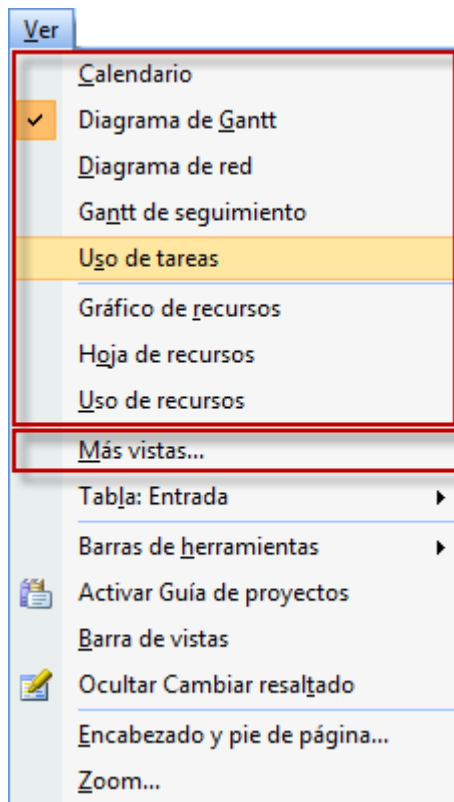 Ver
Calendario
Diagrama de Gantt
Diagrama de red
Gantt de seguimiento
Uso de tareas
Gráfico de recursos
Hoja de recursos
Uso de recursos
Más vistas...
Tabla: Entrada
Barras de herramientas
Activar Guía de proyectos
Barra de vistas
Ocultar Cambiar resaltado
Encabezado y pie de página...
Zoom...